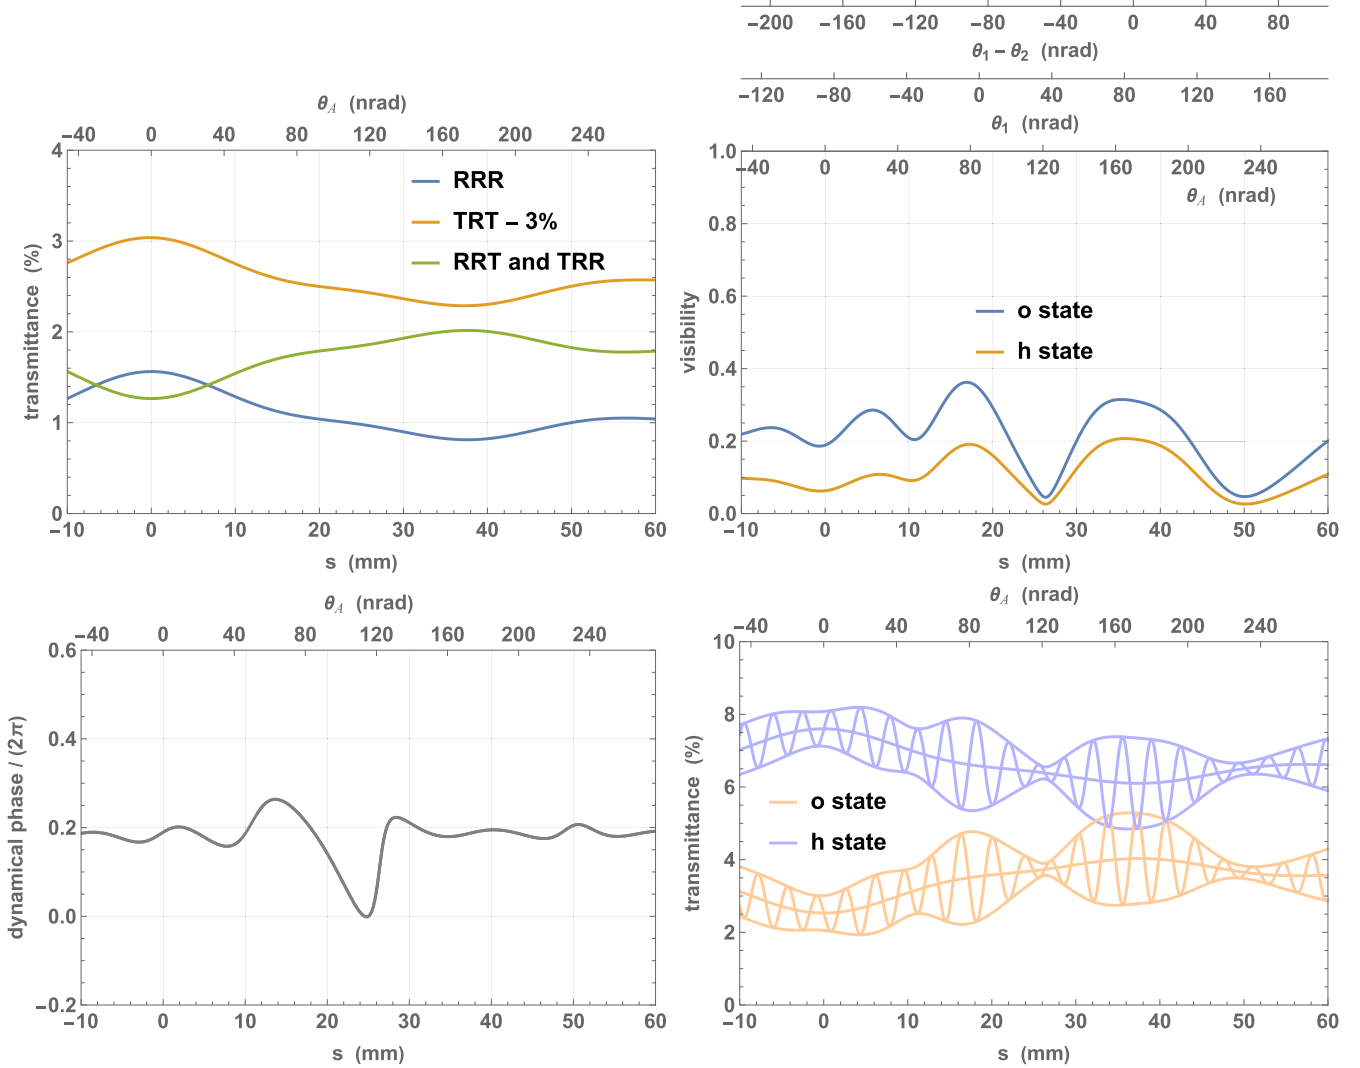 −200 −160 −120 −80 −40 0 40 80
θ1 − θ2 (nrad)
−120 −80 −40 0 40 80 120 160
θ1 (nrad)
θA (nrad)
−40 0 40 80 120 160 200 240
4
3
2
1
0
transmittance (%)
RRR
TRT − 3%
RRT and TRR
−10 0 10 20 30 40 50 60
s (mm)
1.0
0.8
0.6
0.4
0.2
0.0
visibility
−40 0 40 80 120 160 200 240
θA (nrad)
o state
h state
−10 0 10 20 30 40 50 60
s (mm)
θA (nrad)
−40 0 40 80 120 160 200 240
0.6
0.4
0.2
0.0
−0.2
dynamical phase / (2π)
−10 0 10 20 30 40 50 60
s (mm)
θA (nrad)
−40 0 40 80 120 160 200 240
10
8
6
4
2
0
transmittance (%)
o state
h state
−10 0 10 20 30 40 50 60
s (mm)